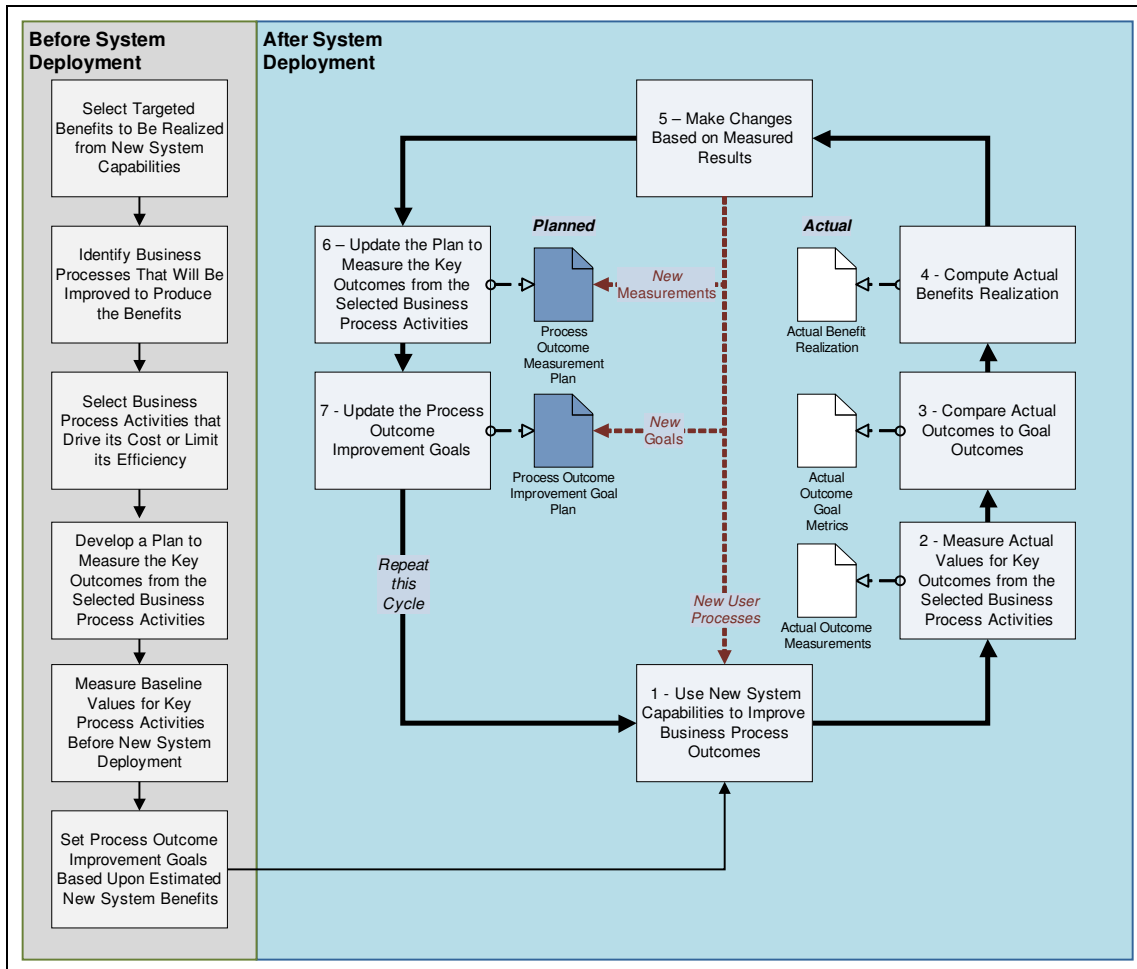 Before System
Deployment
Select Targeted
Benefits to Be Realized
from New System
Capabilities
Identify Business
Processes That Will Be
Improved to Produce
the Benefits
Select Business
Process Activities that
Drive its Cost or Limit
its Efficiency
Develop a Plan to
Measure the Key
Outcomes from the
Selected Business
Process Activities
Measure Baseline
Values for Key
Process Activities
Before New System
Deployment
Set Process Outcome
Improvement Goals
Based Upon Estimated
New System Benefits
After System
Deployment
5 – Make Changes
Based on Measured
Results
6 – Update the Plan to
Measure the Key
Outcomes from the
Selected Business
Process Activities
Planned
Process
Outcome
Measurement
Plan
New
Measurements
Actual
Actual Benefit
Realization
4 - Compute Actual
Benefits Realization
7 - Update the Process
Outcome
Improvement Goals
Process Outcome
Improvement Goal
Plan
New
Goals
Actual
Outcome
Goal
Metrics
3 - Compare Actual
Outcomes to Goal
Outcomes
Repeat
this
Cycle
New User
Processes
Actual Outcome
Measurements
2 - Measure Actual
Values for Key
Outcomes from the
Selected Business
Process Activities
1 - Use New System
Capabilities to Improve
Business Process
Outcomes